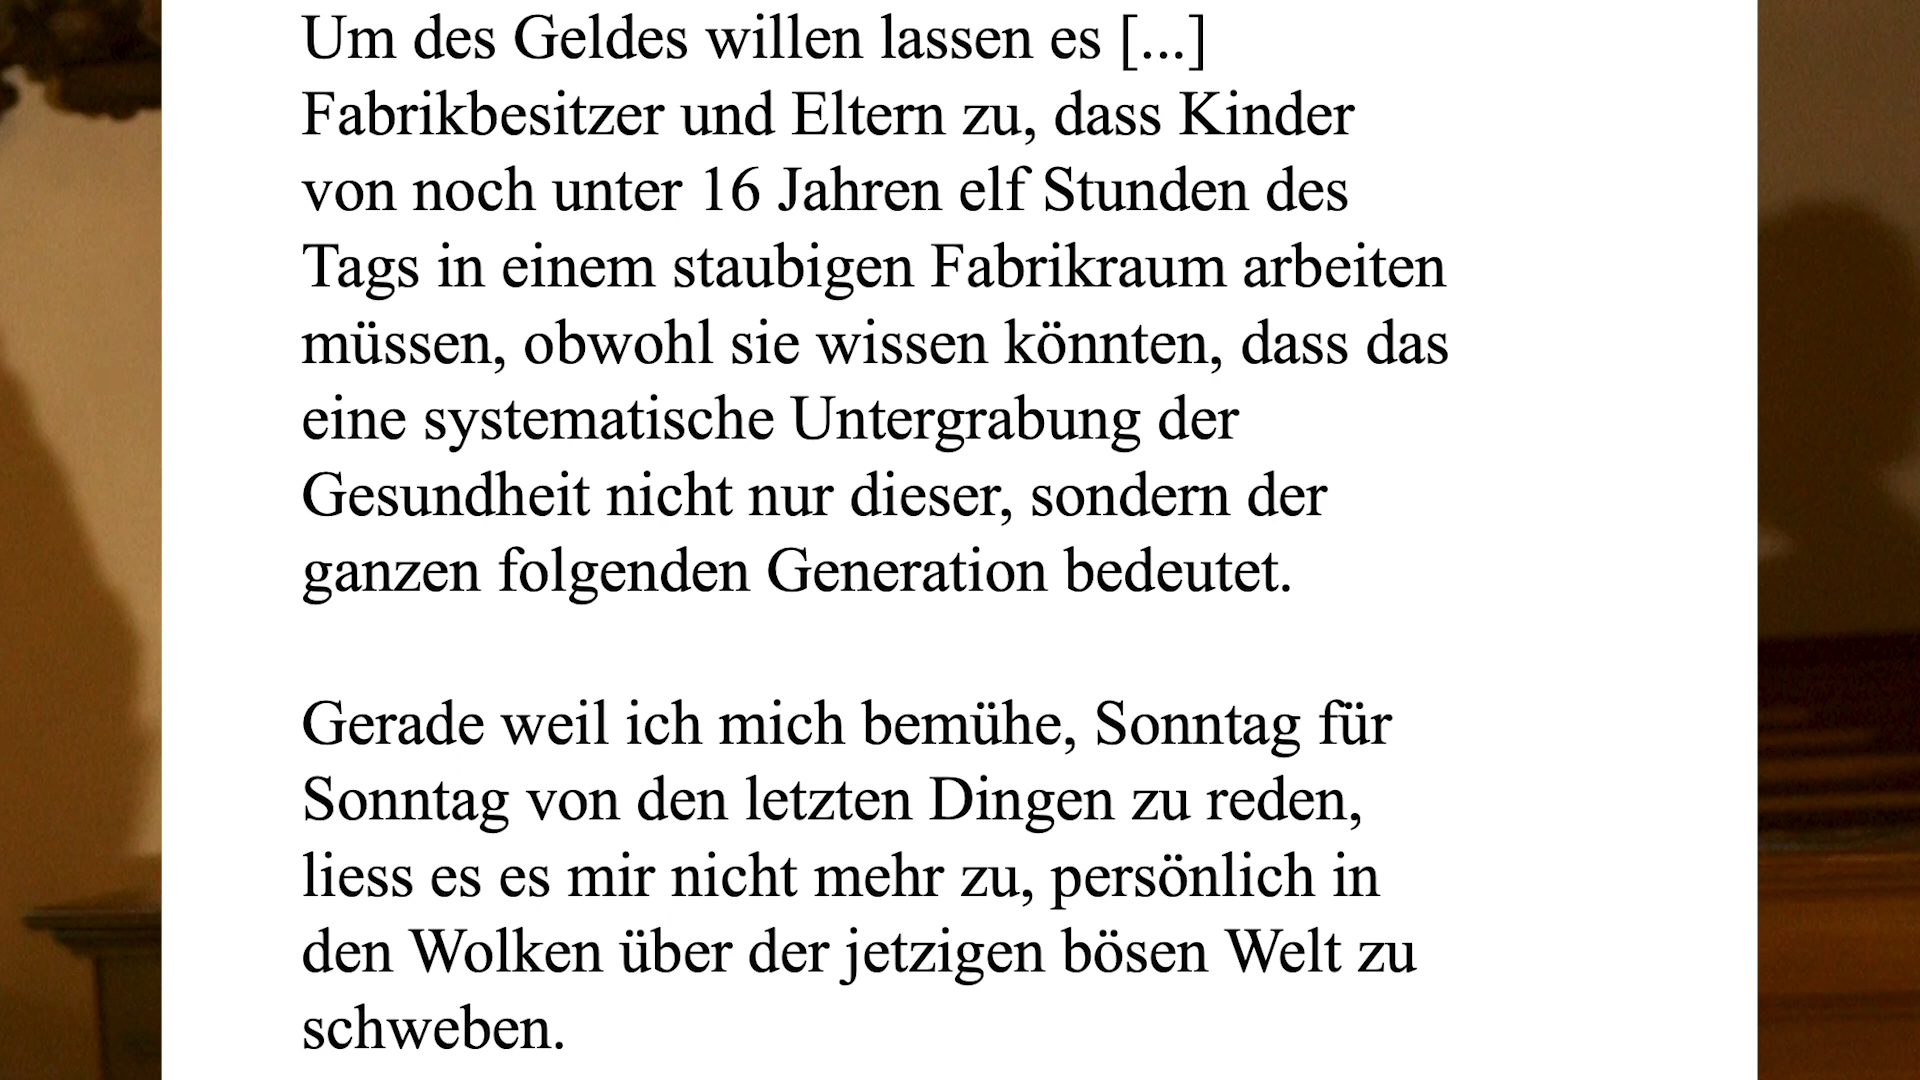 Um des Geldes willen lassen es [...]
Fabrikbesitzer und Eltern zu, dass Kinder
von noch unter 16 Jahren elf Stunden des
Tags in einem staubigen Fabrikraum arbeiten
müssen, obwohl sie wissen könnten, dass das
eine systematische Untergrabung der
Gesundheit nicht nur dieser, sondern der
ganzen folgenden Generation bedeutet.
Gerade weil ich mich bemühe, Sonntag für
Sonntag von den letzten Dingen zu reden,
liess es es mir nicht mehr zu, persönlich in
den Wolken über der jetzigen bösen Welt zu
schweben.